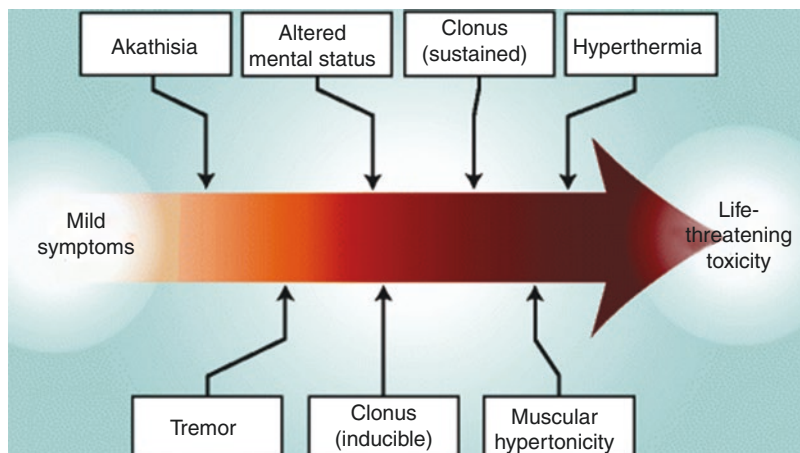 Akathisia
Altered
mental status
Clonus
(sustained)
Hyperthermia
Mild
symptoms
Life-
threatening
toxicity
Tremor
Clonus
(inducible)
Muscular
hypertonicity